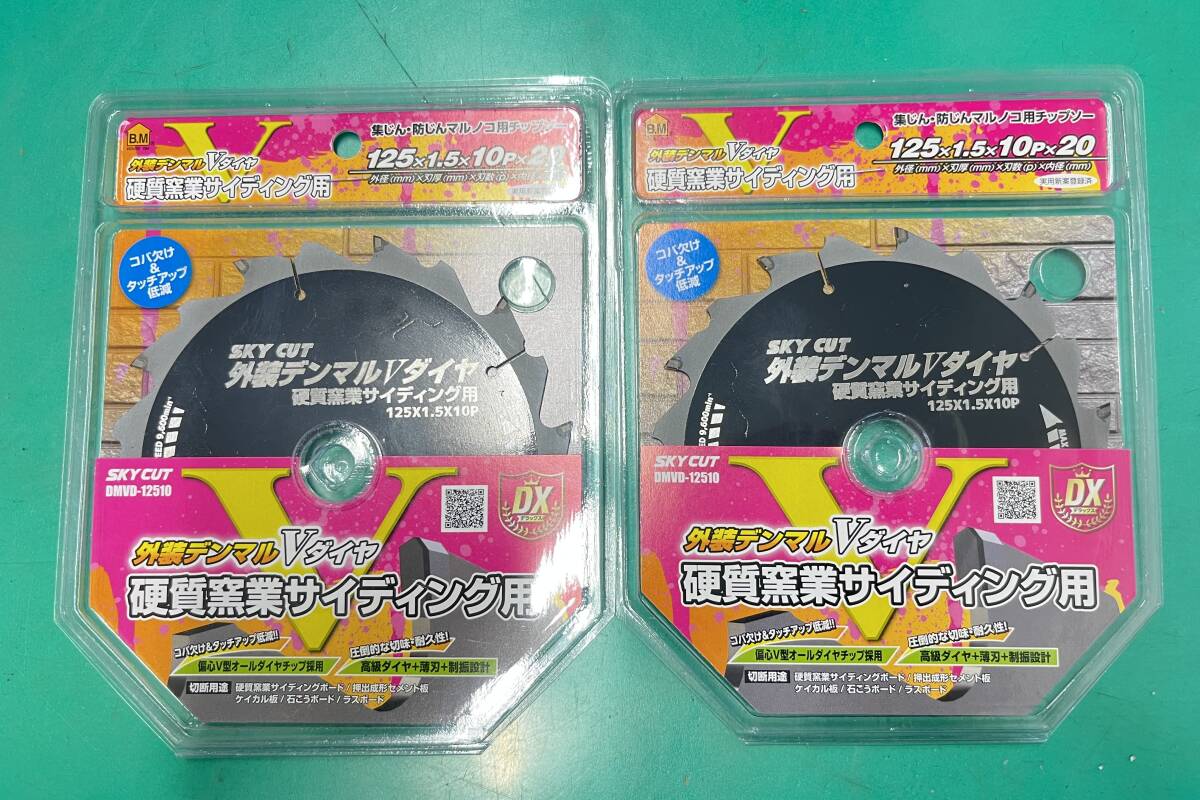 B.M
外装デンマルVダイヤ
硬質窯業サイディング用
集じん・防じんマルノコ用チップソー
125×1.5×10P×20
外径(mm)×刃厚(mm)×刃数(p)×内径(mm)
実用新案登録済
コバ欠け
&
タッチアップ
低減
SKY CUT
外装デンマルVダイヤ
硬質窯業サイディング用
125X1.5X10P
EED 9,600min⁻¹
SKY CUT
DMVD-12510
DX
デラックス
外装デンマルVダイヤ
硬質窯業サイディング用
コバ欠け&タッチアップ低減!!
偏心V型オールダイヤチップ採用
圧倒的な切味・耐久性!
高級ダイヤ+薄刃+制振設計
切断用途 硬質窯業サイディングボード/押出成形セメント板
ケイカル板/石こうボード/ラスボード
B.M
外装デンマルVダイヤ
硬質窯業サイディング用
集じん・防じんマルノコ用チップソー
125×1.5×10P×20
外径(mm)×刃厚(mm)×刃数(p)×内径(mm)
実用新案登録済
コバ欠け
&
タッチアップ
低減
SKY CUT
外装デンマルVダイヤ
硬質窯業サイディング用
125X1.5X10P
EED 9,600min⁻¹
MAX
SKY CUT
DMVD-12510
DX
デラックス
外装デンマルVダイヤ
硬質窯業サイディング用
コバ欠け&タッチアップ低減!!
偏心V型オールダイヤチップ採用
圧倒的な切味・耐久性!
高級ダイヤ+薄刃+制振設計
切断用途 硬質窯業サイディングボード/押出成形セメント板
ケイカル板/石こうボード/ラスボード